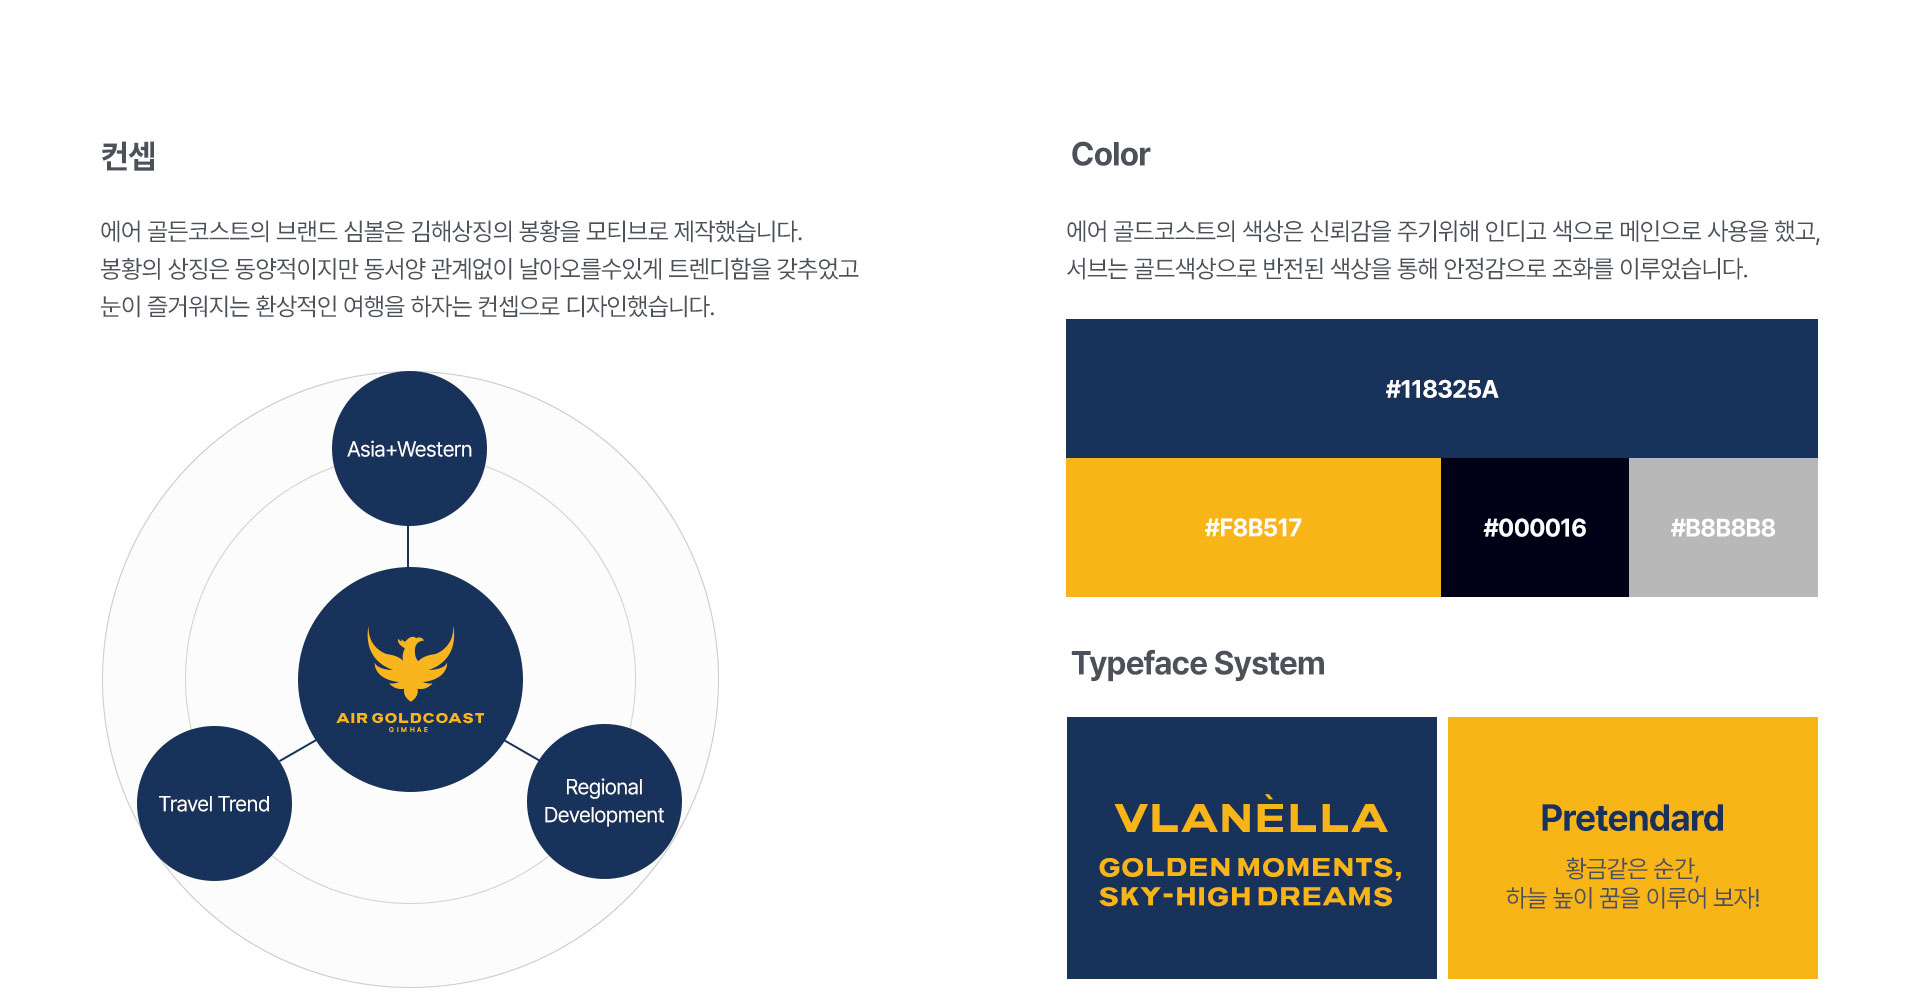 컨셉
에어 골든코스트의 브랜드 심볼은 김해상징의 봉황을 모티브로 제작했습니다.
봉황의 상징은 동양적이지만 동서양 관계없이 날아오를수있게 트렌디함을 갖추었고
눈이 즐거워지는 환상적인 여행을 하자는 컨셉으로 디자인했습니다.
Asia+Western
AIR GOLDCOAST
GIMHAE
Travel Trend
Regional
Development
Color
에어 골드코스트의 색상은 신뢰감을 주기위해 인디고 색으로 메인으로 사용을 했고,
서브는 골드색상으로 반전된 색상을 통해 안정감으로 조화를 이루었습니다.
#118325A
#F8B517
#000016
#B8B8B8
Typeface System
VLANÈLLA
GOLDEN MOMENTS,
SKY-HIGH DREAMS
Pretendard
황금같은 순간,
하늘 높이 꿈을 이루어 보자!